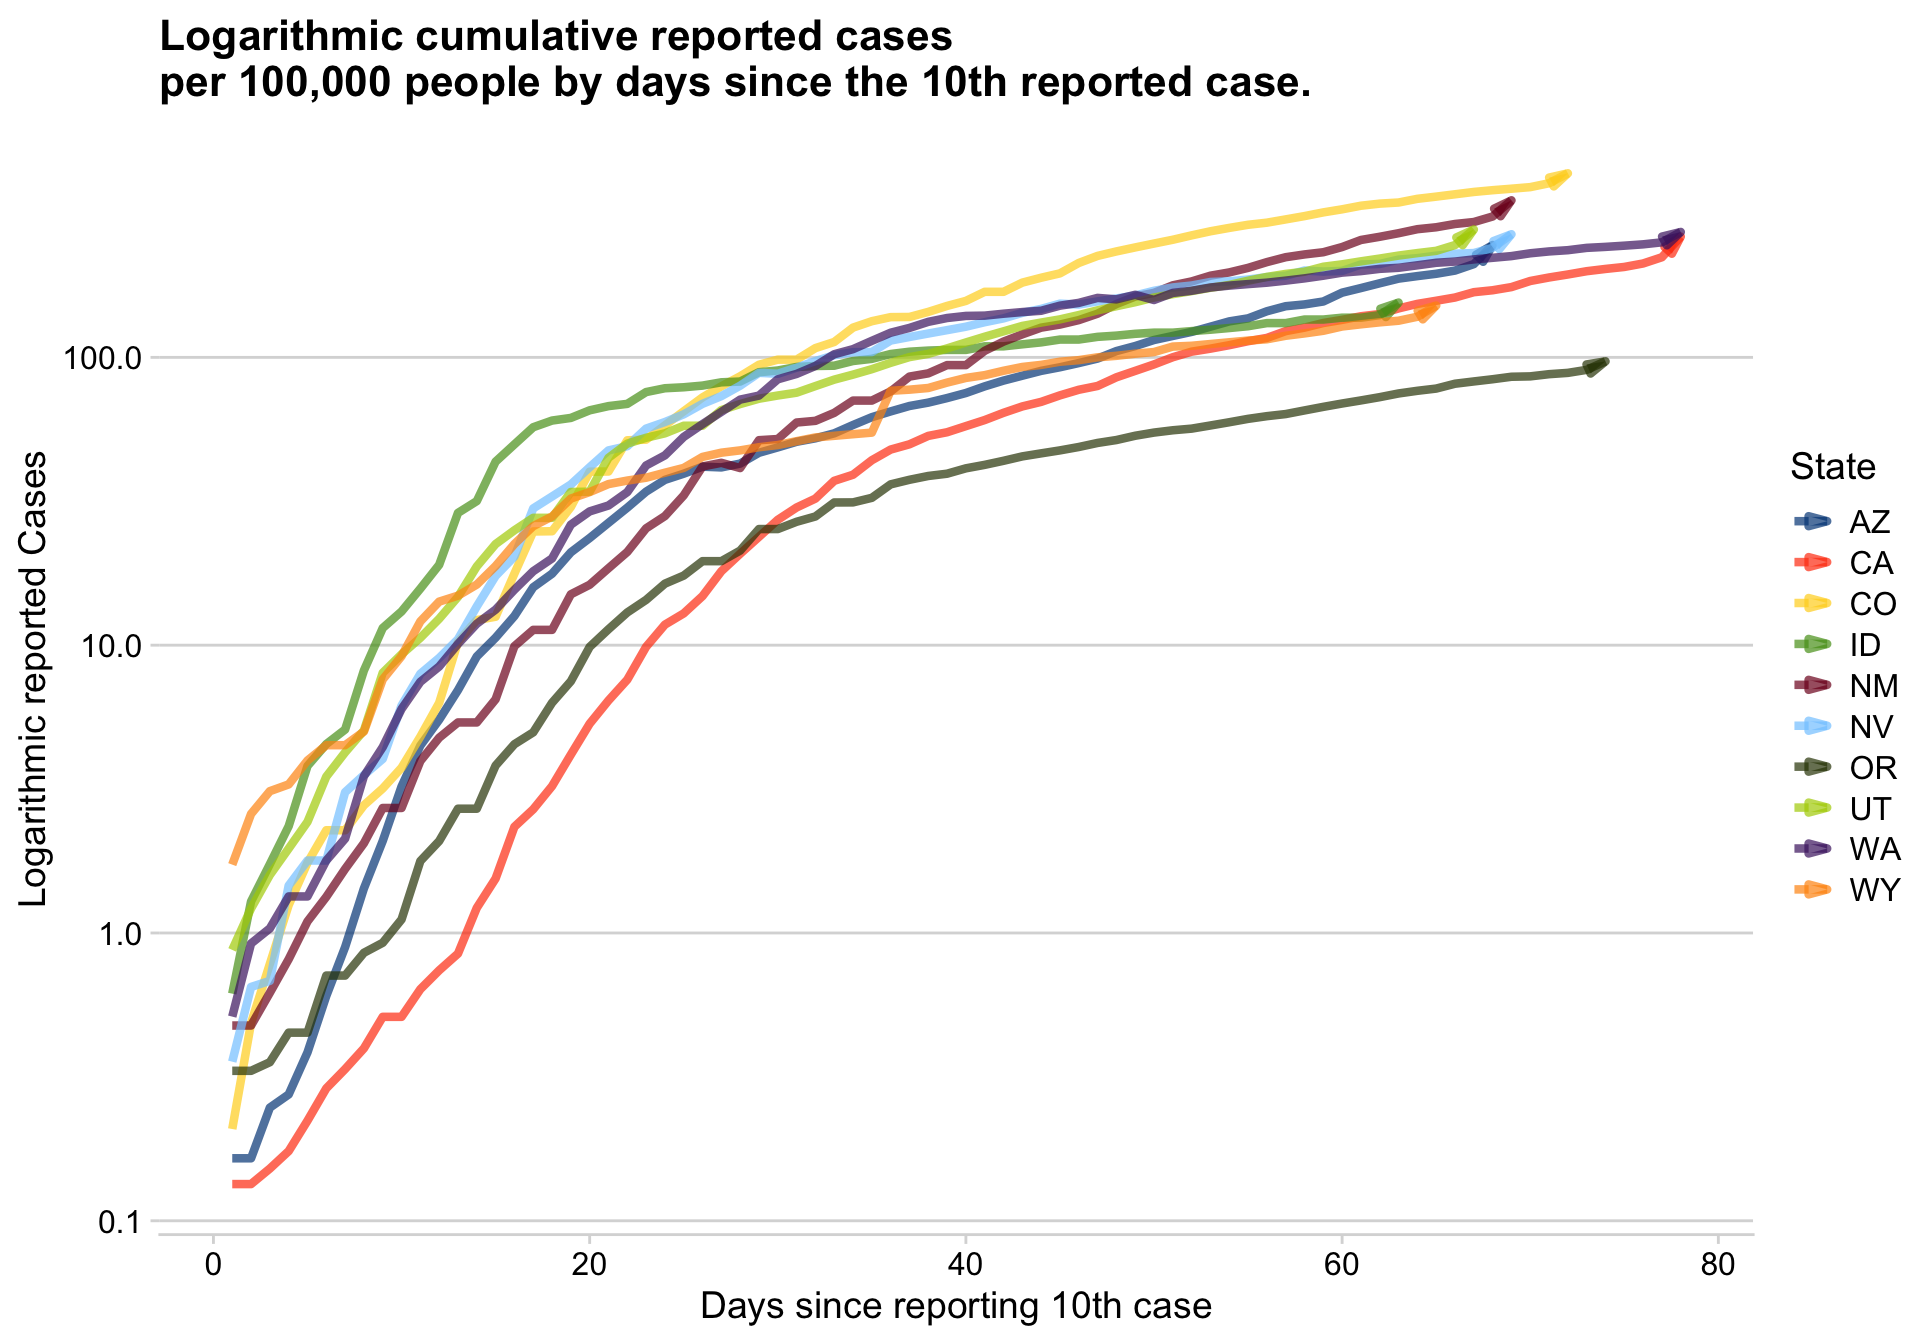 Logarithmic cumulative reported cases
per 100,000 people by days since the 10th reported case.
Logarithmic reported Cases
100.0
10.0
1.0
0.1
0
20
40
60
80
Days since reporting 10th case
State
AZ
CA
CO
ID
NM
NV
OR
UT
WA
WY